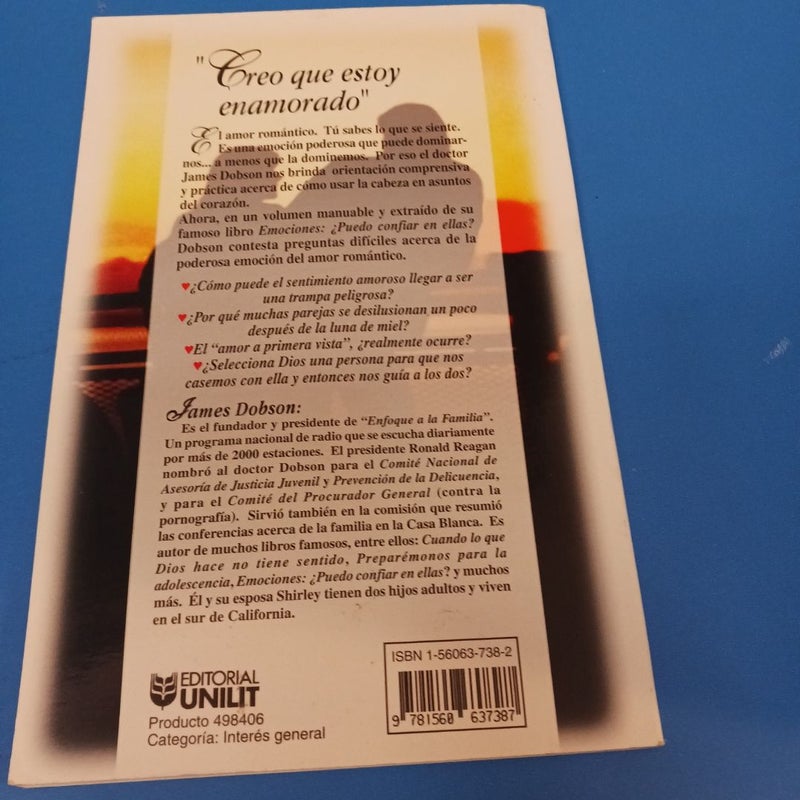 "Creo que estoy
enamorado"
El amor romántico. Tú sabes lo que se siente.
Es una emoción poderosa que puede dominar-
nos... a menos que la dominemos. Por eso el doctor
James Dobson nos brinda orientación comprensiva
y práctica acerca de cómo usar la cabeza en asuntos
del corazón.
Ahora, en un volumen manuable y extraído de su
famoso libro Emociones: ¿Puedo confiar en ellas?
Dobson contesta preguntas difíciles acerca de la
poderosa emoción del amor romántico.
♥¿Cómo puede el sentimiento amoroso llegar a ser
una trampa peligrosa?
♥¿Por qué muchas parejas se desilusionan un poco
después de la luna de miel?
♥El "amor a primera vista", ¿realmente ocurre?
♥¿Selecciona Dios una persona para que nos
casemos con ella y entonces nos guía a los dos?
James Dobson:
Es el fundador y presidente de "Enfoque a la Familia".
Un programa nacional de radio que se escucha diariamente
por más de 2000 estaciones. El presidente Ronald Reagan
nombró al doctor Dobson para el Comité Nacional de
Asesoría de Justicia Juvenil y Prevención de la Delicuencia,
y para el Comité del Procurador General (contra la
pornografía). Sirvió también en la comisión que resumió
las conferencias acerca de la familia en la Casa Blanca. Es
autor de muchos libros famosos, entre ellos: Cuando lo que
Dios hace no tiene sentido, Preparémonos para la
adolescencia, Emociones: ¿Puedo confiar en ellas? y muchos
más. Él y su esposa Shirley tienen dos hijos adultos y viven
en el sur de California.
EDITORIAL
UNILIT
Producto 498406
Categoría: Interés general
ISBN 1-56063-738-2
9 781560 637387